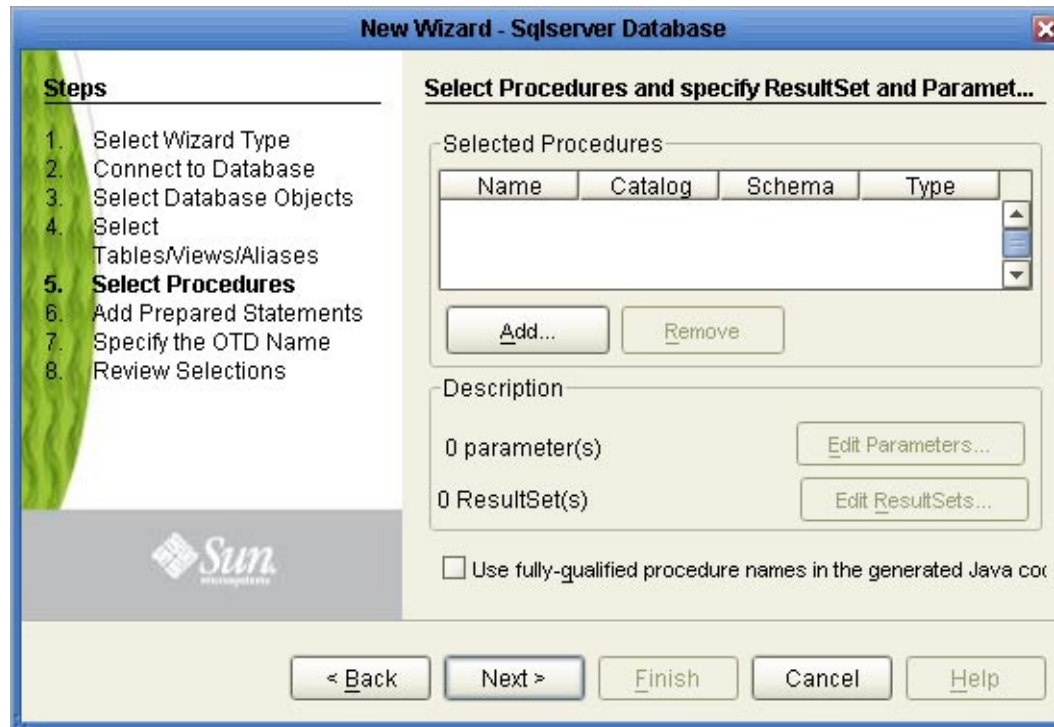 New Wizard - Sqlserver Database
Steps
1. Select Wizard Type
2. Connect to Database
3. Select Database Objects
4. Select
Tables/Views/Aliases
5. Select Procedures
6. Add Prepared Statements
7. Specify the OTD Name
8. Review Selections
Sun
microsystems
Select Procedures and specify ResultSet and Paramet...
Selected Procedures
Name Catalog Schema Type
Add... Remove
Description
0 parameter(s) Edit Parameters...
0 ResultSet(s) Edit ResultSets...
Use fully-qualified procedure names in the generated Java co
< Back Next > Finish Cancel Help